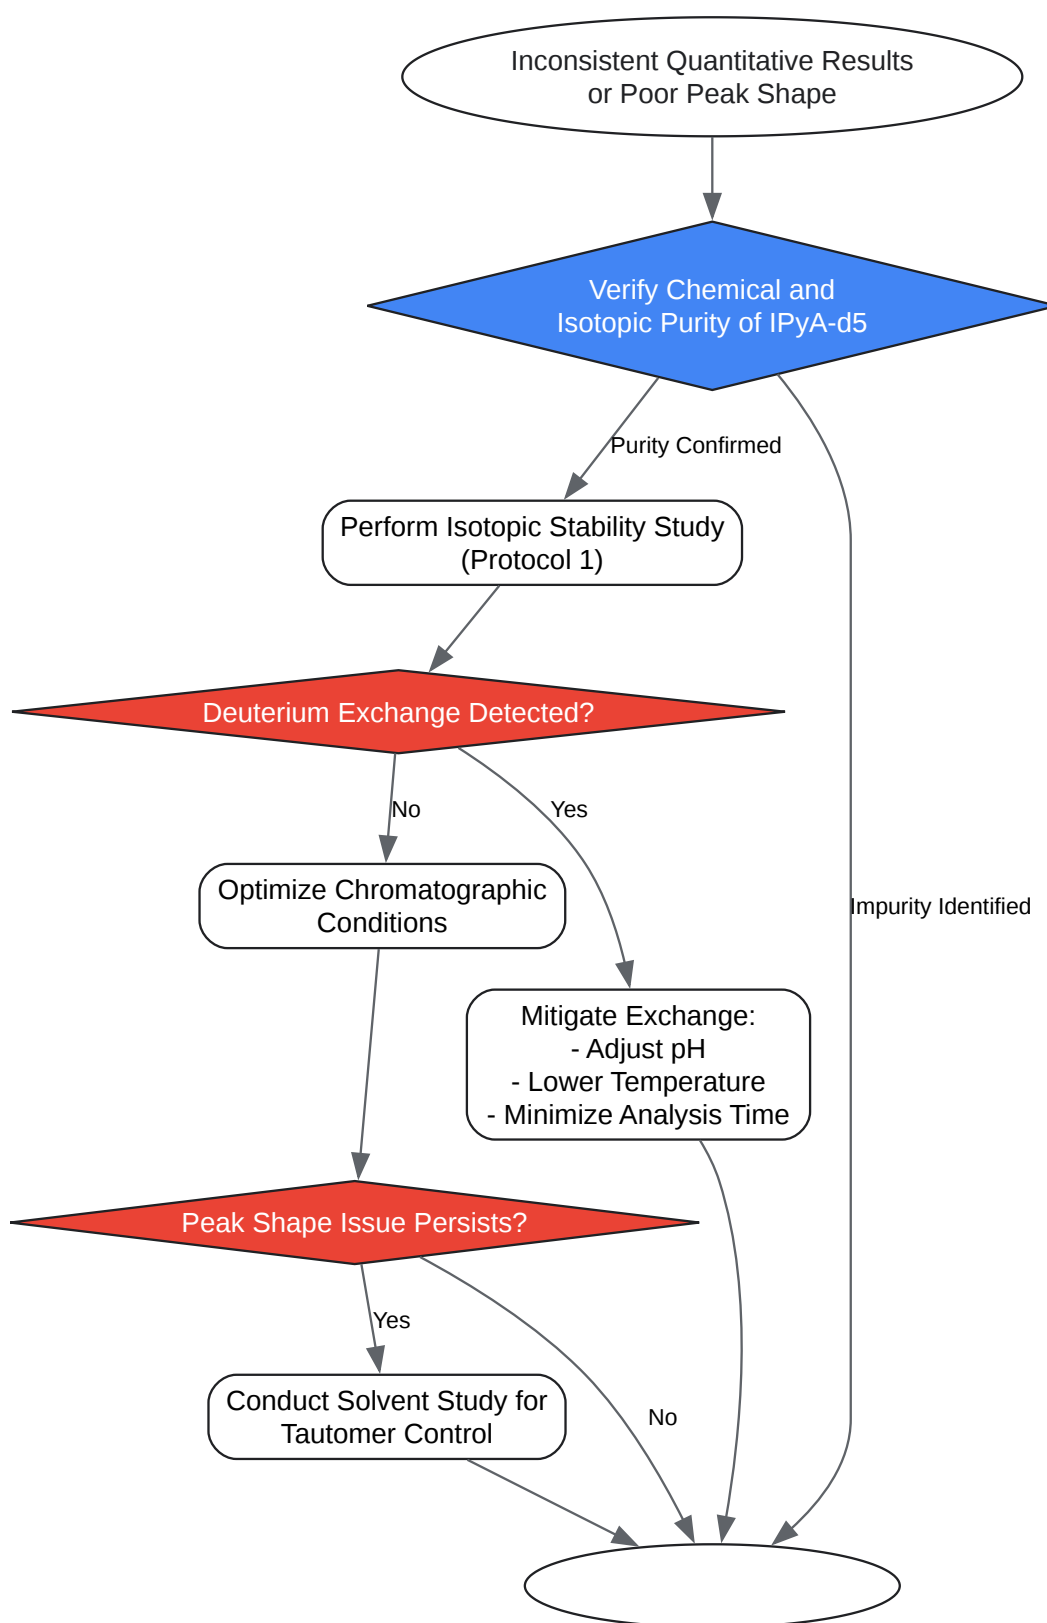 Inconsistent Quantitative Results
or Poor Peak Shape
Verify Chemical and
Isotopic Purity of IPyA-d5
Purity Confirmed
Perform Isotopic Stability Study
(Protocol 1)
Deuterium Exchange Detected?
No
Yes
Optimize Chromatographic
Conditions
Impurity Identified
Mitigate Exchange:
- Adjust pH
- Lower Temperature
- Minimize Analysis Time
Peak Shape Issue Persists?
Yes
Conduct Solvent Study for
Tautomer Control
No